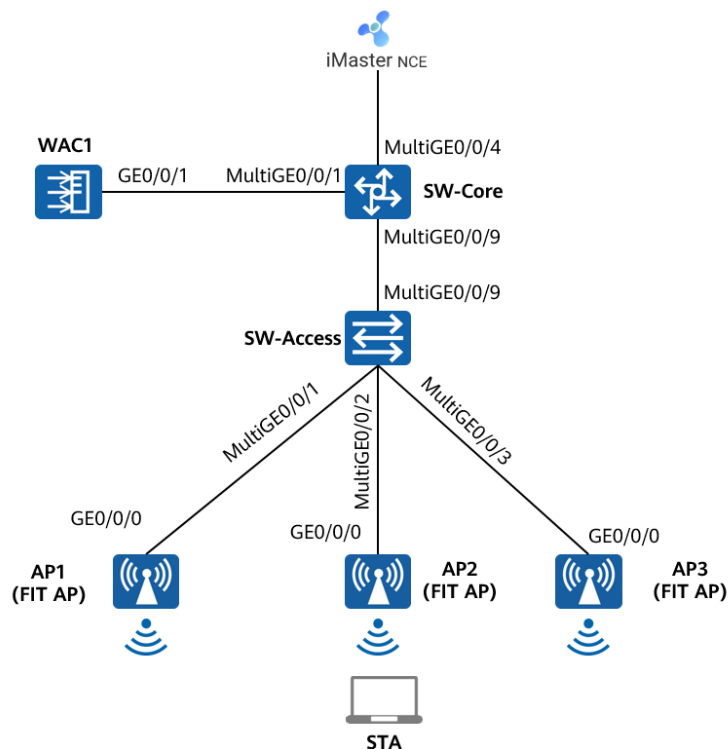 iMaster NCE
MultiGE0/0/4
WAC1
GE0/0/1
MultiGE0/0/1
SW-Core
MultiGE0/0/9
MultiGE0/0/9
SW-Access
MultiGE0/0/1
MultiGE0/0/2
MultiGE0/0/3
GE0/0/0
GE0/0/0
GE0/0/0
AP1
(FIT AP)
AP2
(FIT AP)
AP3
(FIT AP)
STA